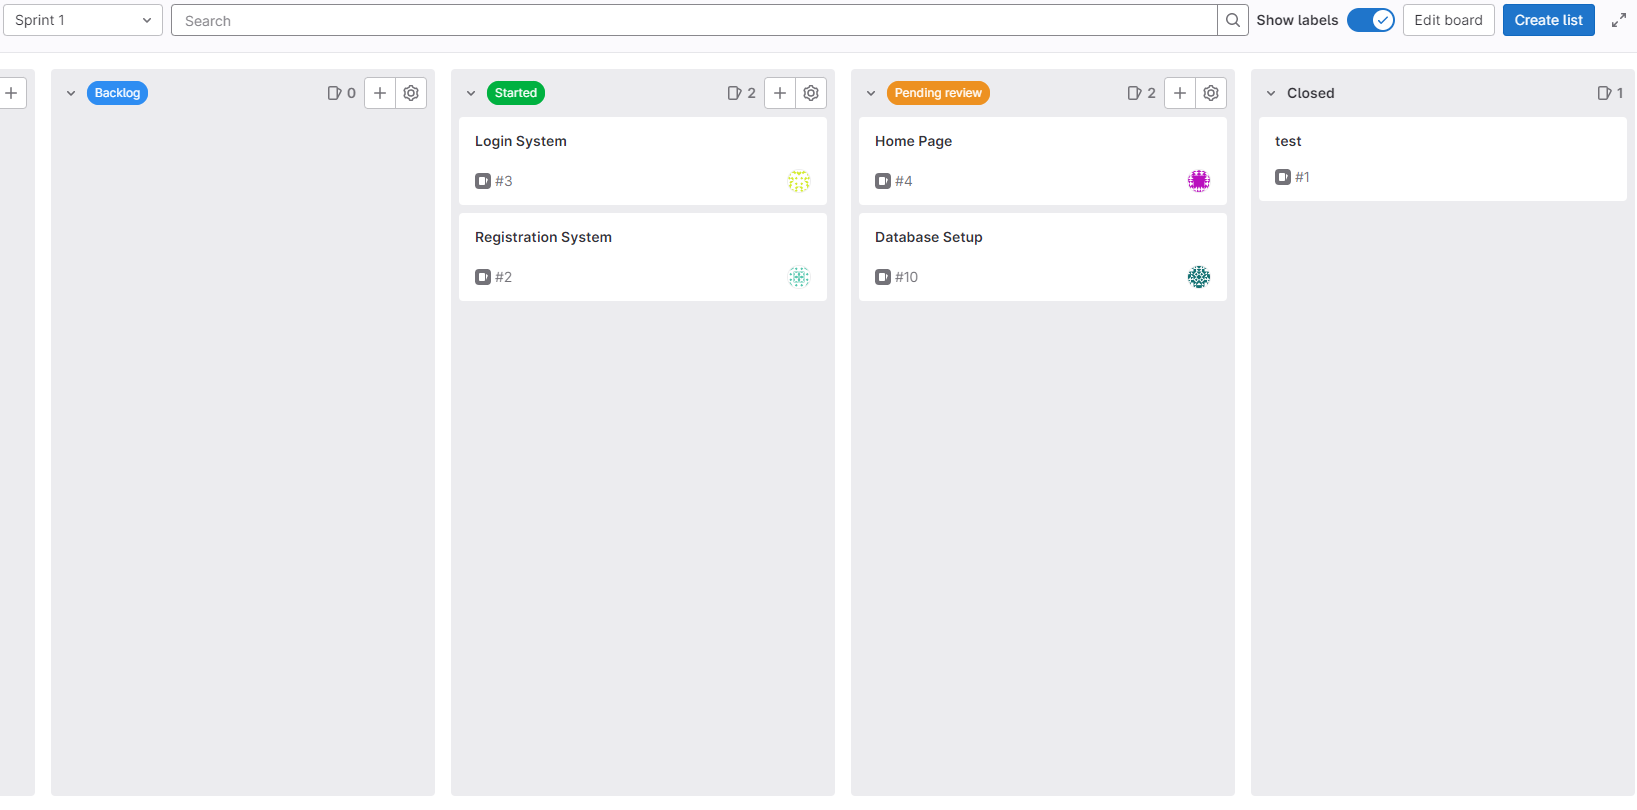 Sprint 1
Search
Show labels
Edit board
Create list
Backlog
0
Started
2
Login System
#3
Registration System
#2
Pending review
2
Home Page
#4
Database Setup
#10
Closed
1
test
#1